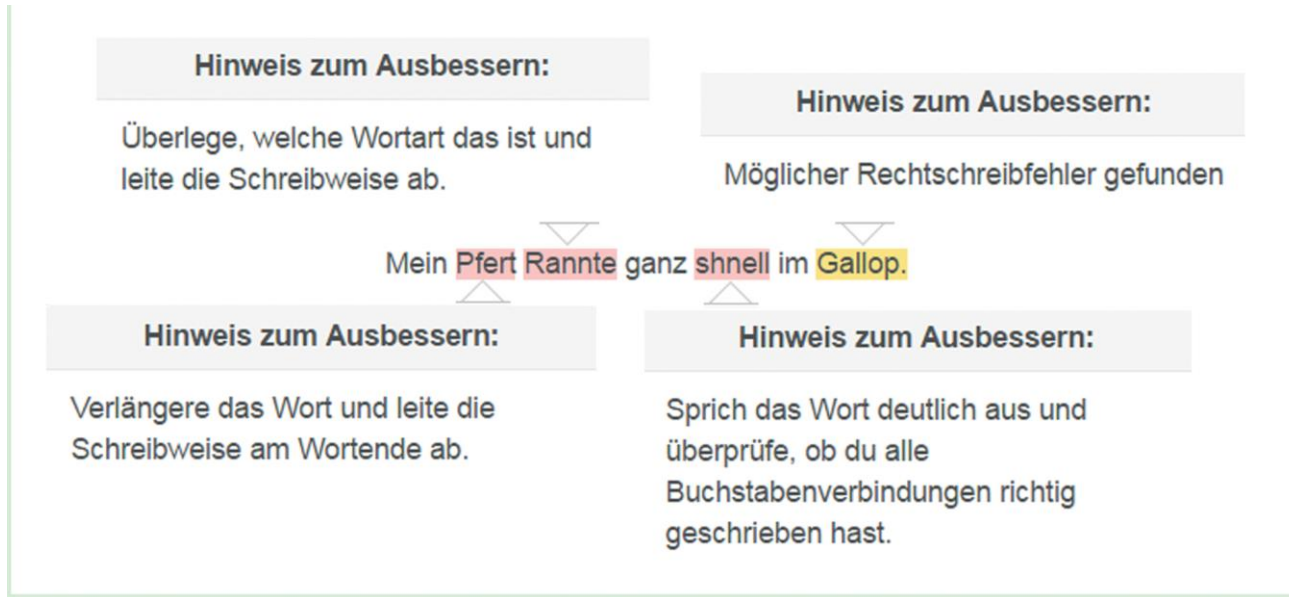 Hinweis zum Ausbessern:
Überlege, welche Wortart das ist und
leite die Schreibweise ab.
Hinweis zum Ausbessern:
Möglicher Rechtschreibfehler gefunden
Mein Pfert Rannte ganz shnell im Gallop.
Hinweis zum Ausbessern:
Verlängere das Wort und leite die
Schreibweise am Wortende ab.
Hinweis zum Ausbessern:
Sprich das Wort deutlich aus und
überprüfe, ob du alle
Buchstabenverbindungen richtig
geschrieben hast.